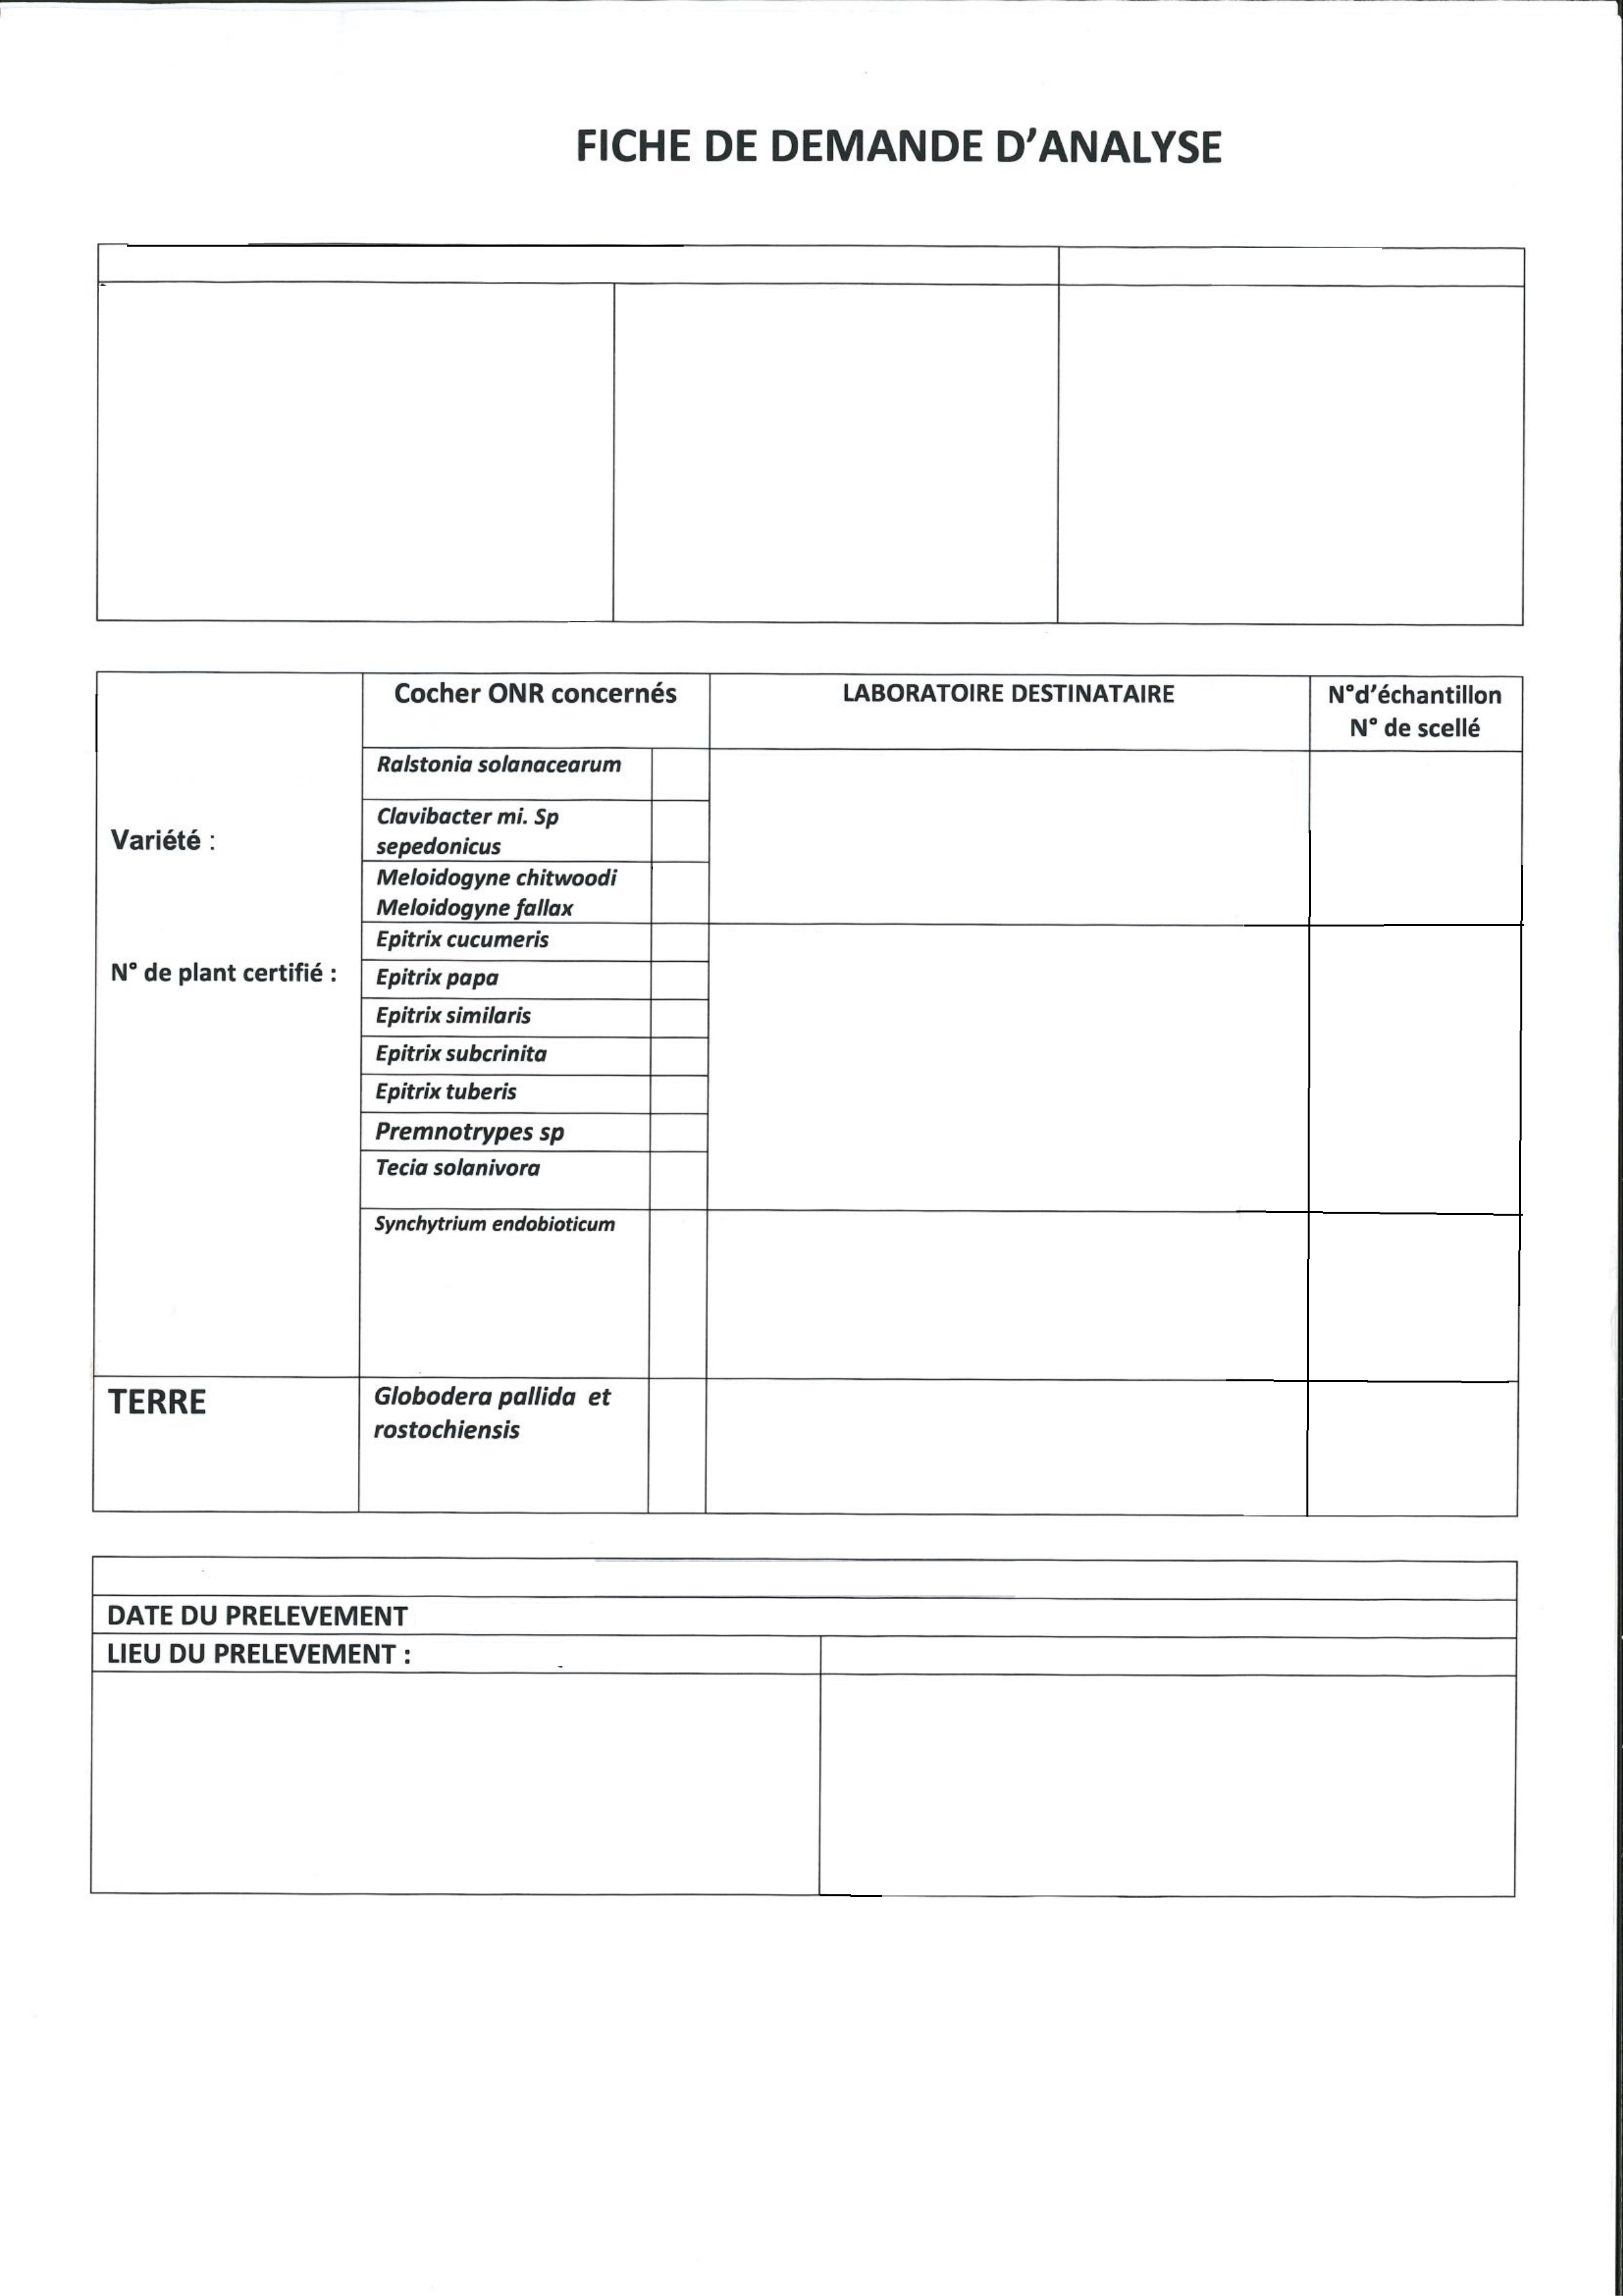 FICHE DE DEMANDE D’ANALYSE
Cocher ONR concernés
LABORATOIRE DESTINATAIRE
N°d’échantillon
N° de scellé
Variété :
N° de plant certifié :
Ralstonia solanacearum
Clavibacter mi. Sp
sepedonicus
Meloidogyne chitwoodi
Meloidogyne fallax
Epitrix cucumeris
Epitrix papa
Epitrix similaris
Epitrix subcrinita
Epitrix tuberis
Premnotrypes sp
Tecia solanivora
Synchytrium endobioticum
TERRE
Globodera pallida et
rostochiensis
DATE DU PRELEVEMENT
LIEU DU PRELEVEMENT :